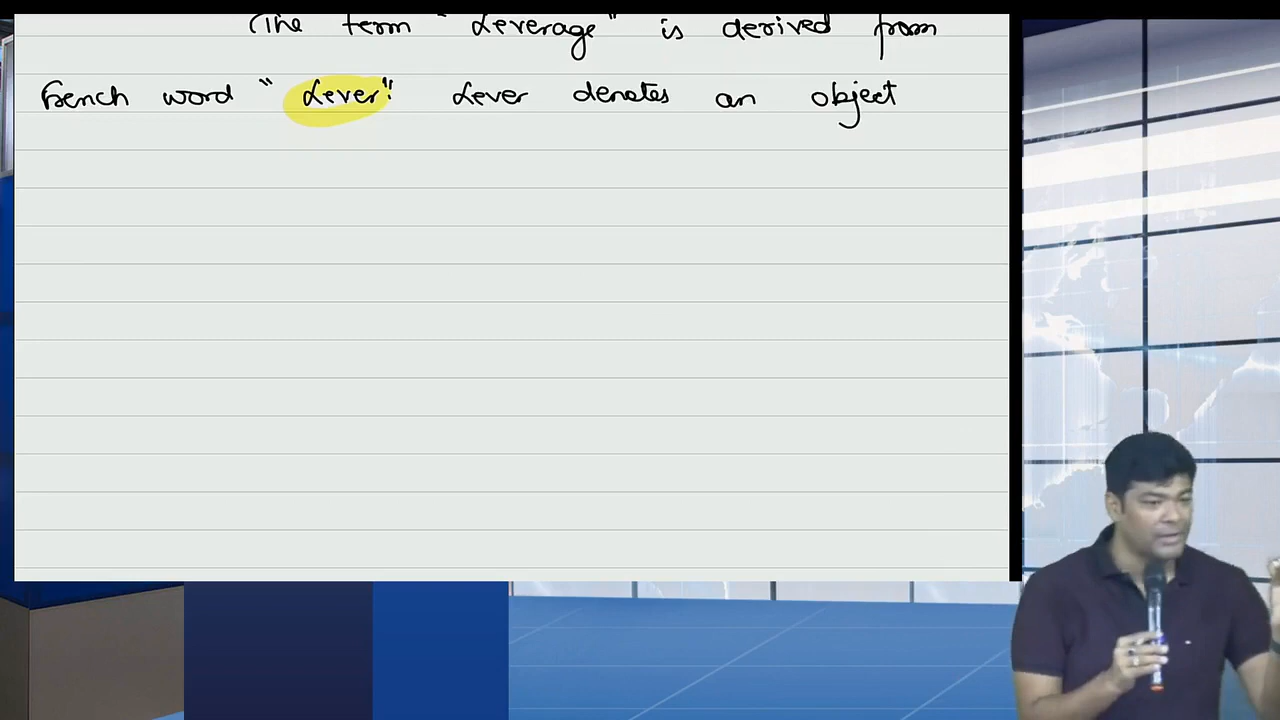 The term "Leverage" is derived from
French word "Lever". Lever denotes an object